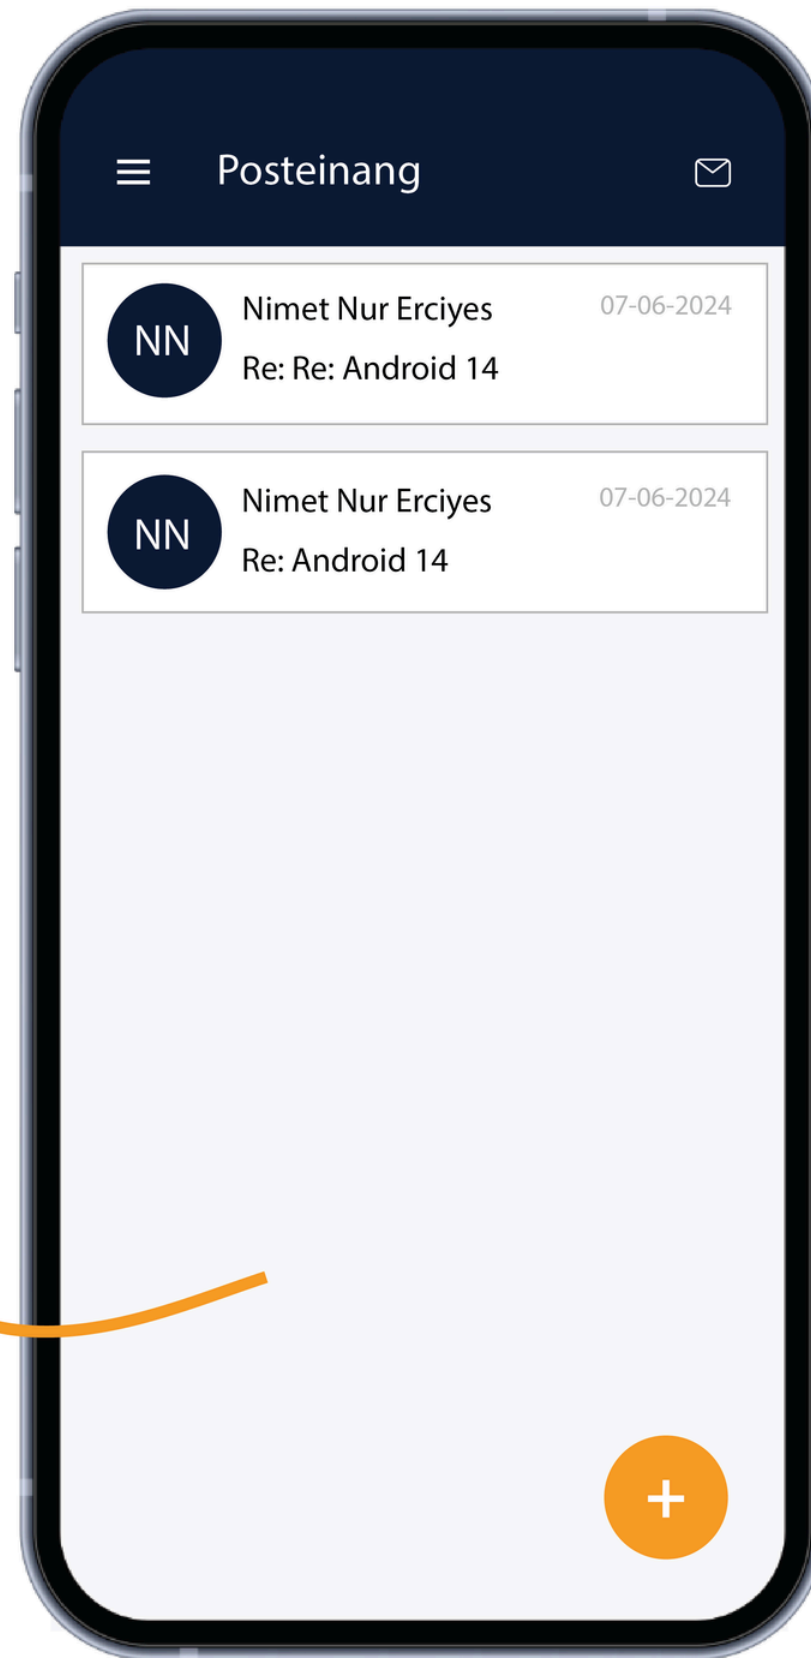 Posteinang
NN
Nimet Nur Erciyes
07-06-2024
Re: Re: Android 14
NN
Nimet Nur Erciyes
07-06-2024
Re: Android 14